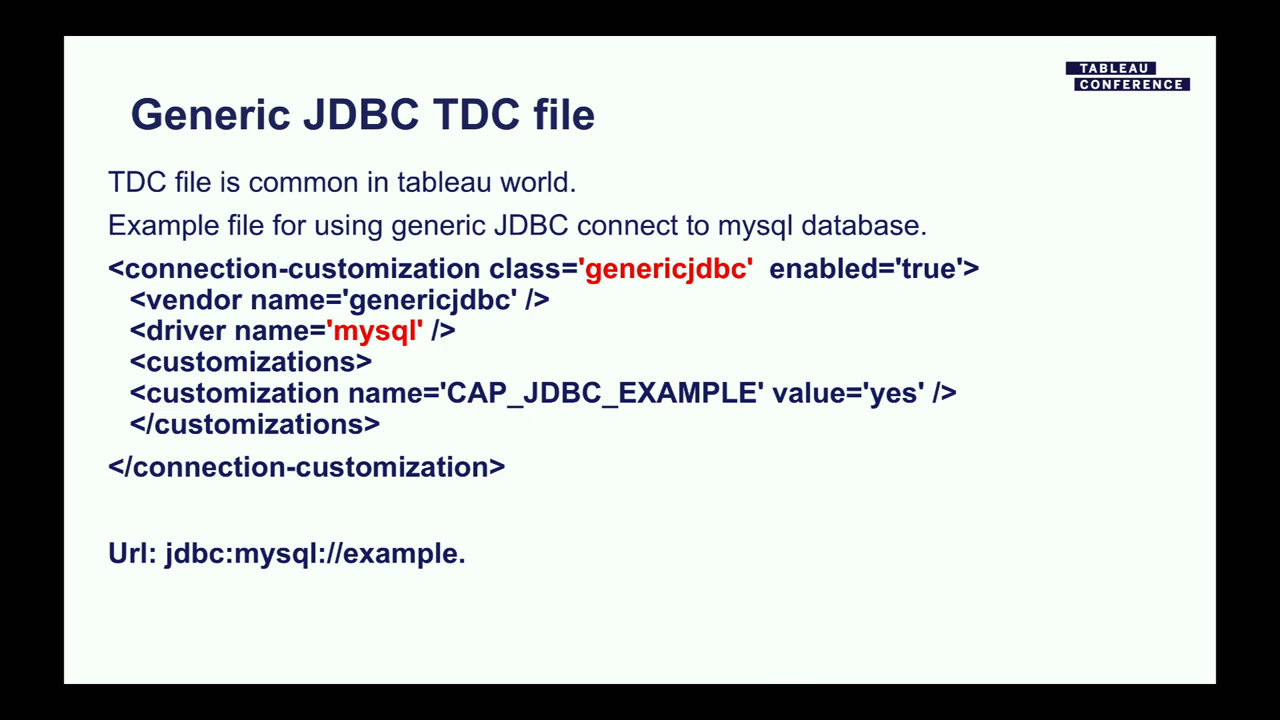 TABLEAU
CONFERENCE
Generic JDBC TDC file
TDC file is common in tableau world.
Example file for using generic JDBC connect to mysql database.
<connection-customization class='genericjdbc'  enabled='true'>
<vendor name='genericjdbc' />
<driver name='mysql' />
<customizations>
<customization name='CAP_JDBC_EXAMPLE' value='yes' />
</customizations>
</connection-customization>
Url: jdbc:mysql://example.